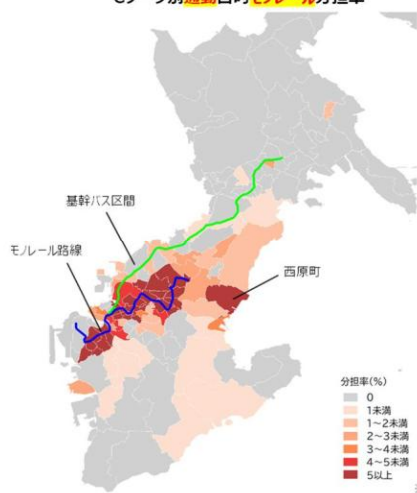 Cゾーン別通勤目的モノレール分担率
基幹バス区間
モノレール路線
西原町
分担率(%)
0
1未満
1～2未満
2～3未満
3～4未満
4～5未満
5以上